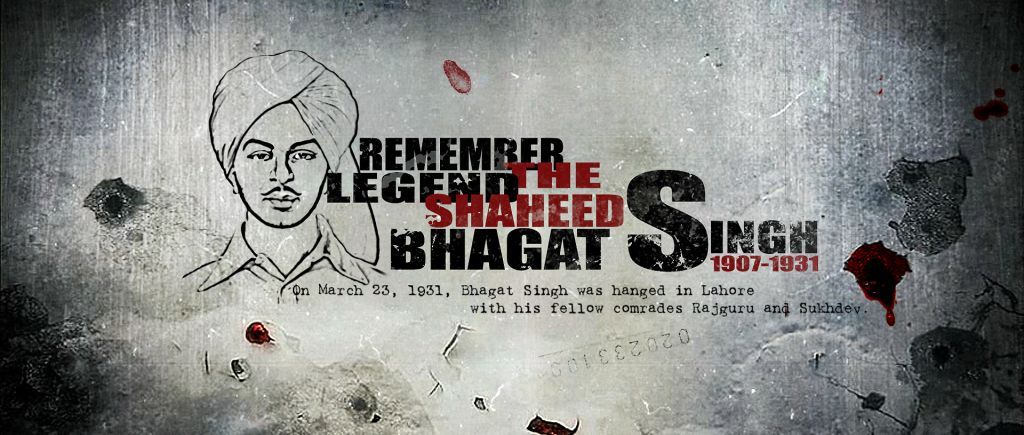 REMEMBER
LEGEND THE
SHAHEED
BHAGAT SINGH
1907-1931
On March 23, 1931, Bhagat Singh was hanged in Lahore
with his fellow comrades Rajguru and Sukhdev.